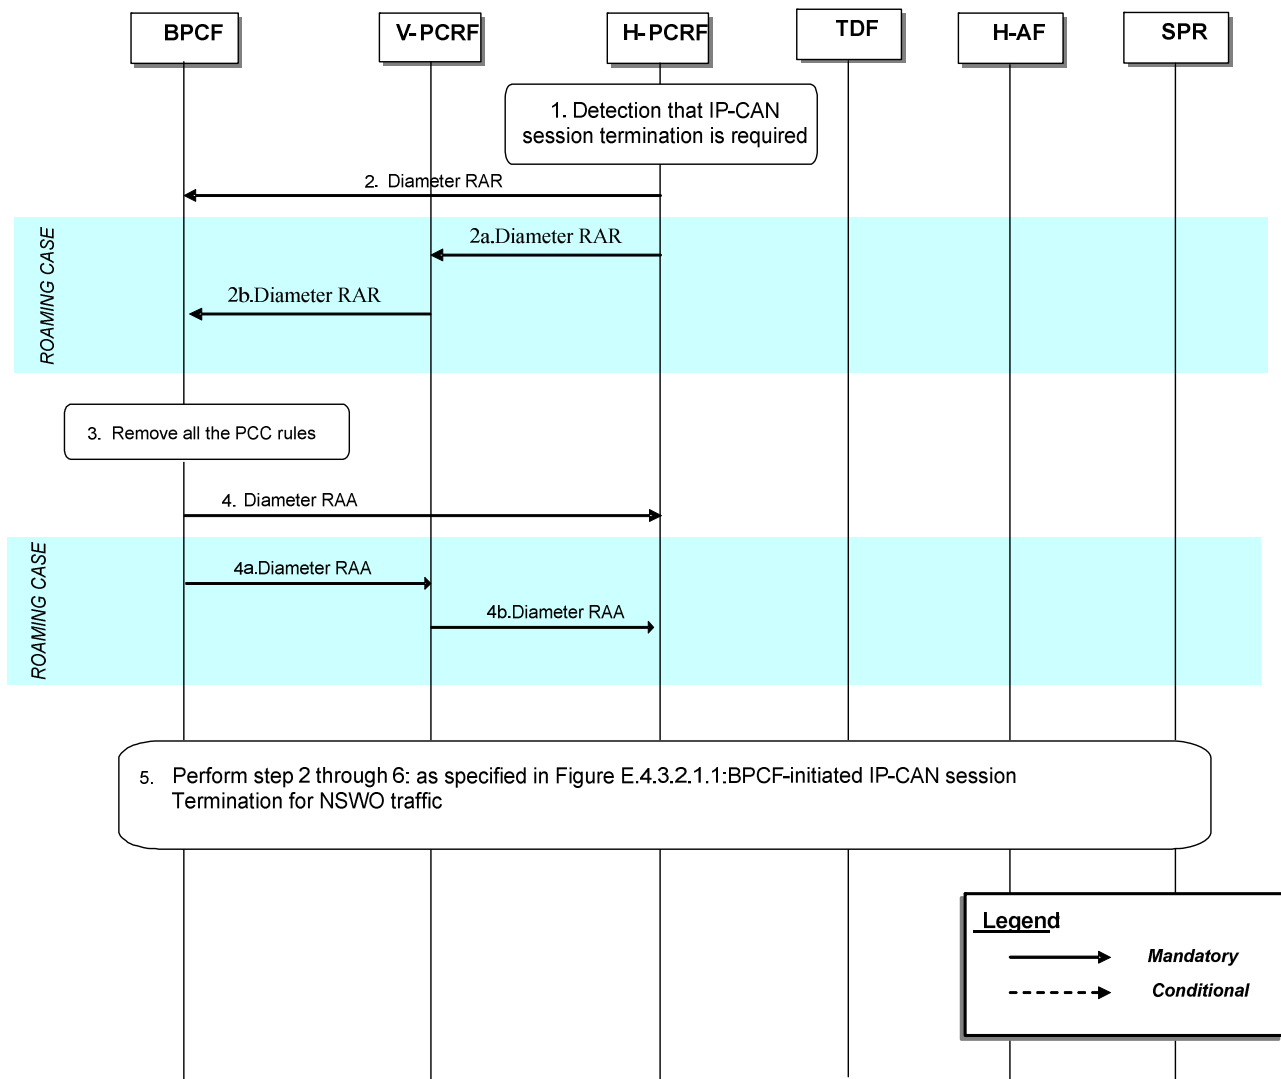 BPCF
V-PCRF
H-PCRF
TDF
H-AF
SPR
1. Detection that IP-CAN
session termination is required
2. Diameter RAR
ROAMING CASE
2a.Diameter RAR
2b.Diameter RAR
3. Remove all the PCC rules
4. Diameter RAA
ROAMING CASE
4a.Diameter RAA
4b.Diameter RAA
5. Perform step 2 through 6: as specified in Figure E.4.3.2.1.1:BPCF-initiated IP-CAN session
Termination for NSWO traffic
Legend
Mandatory
Conditional